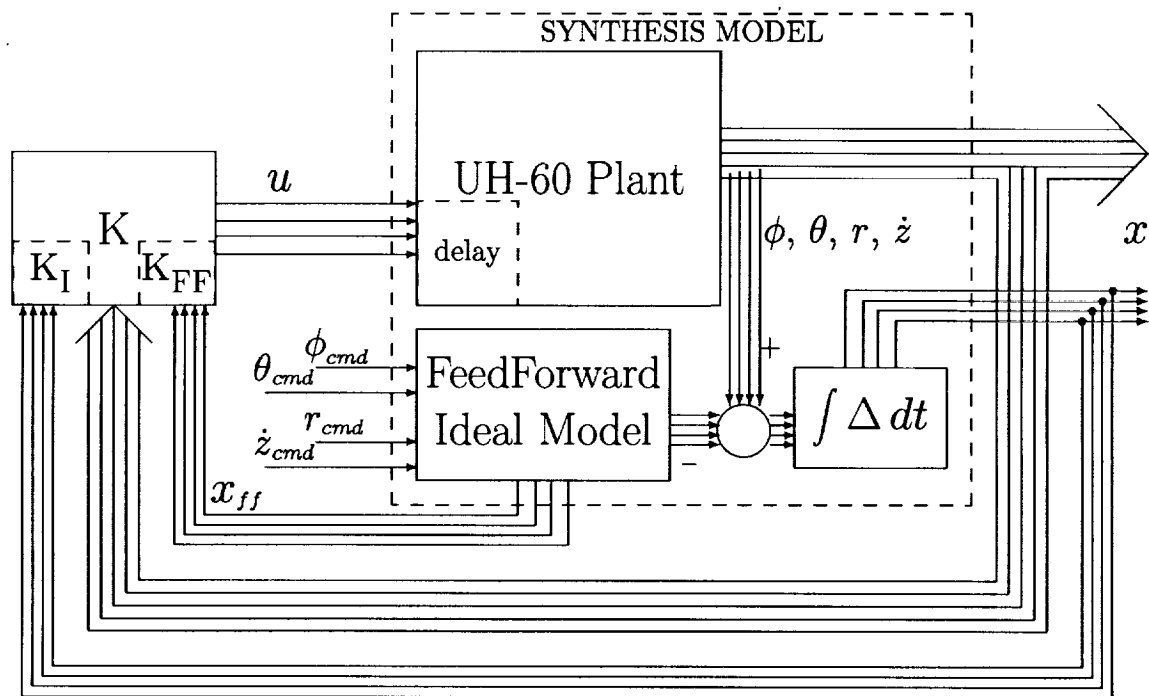 SYNTHESIS MODEL
u
UH-60 Plant
K
K_I
K_FF
delay
ϕ, θ, r, ż
x
ϕ_cmd
θ_cmd
FeedForward
Ideal Model
r_cmd
ż_cmd
+
−
∫ Δ dt
x_ff